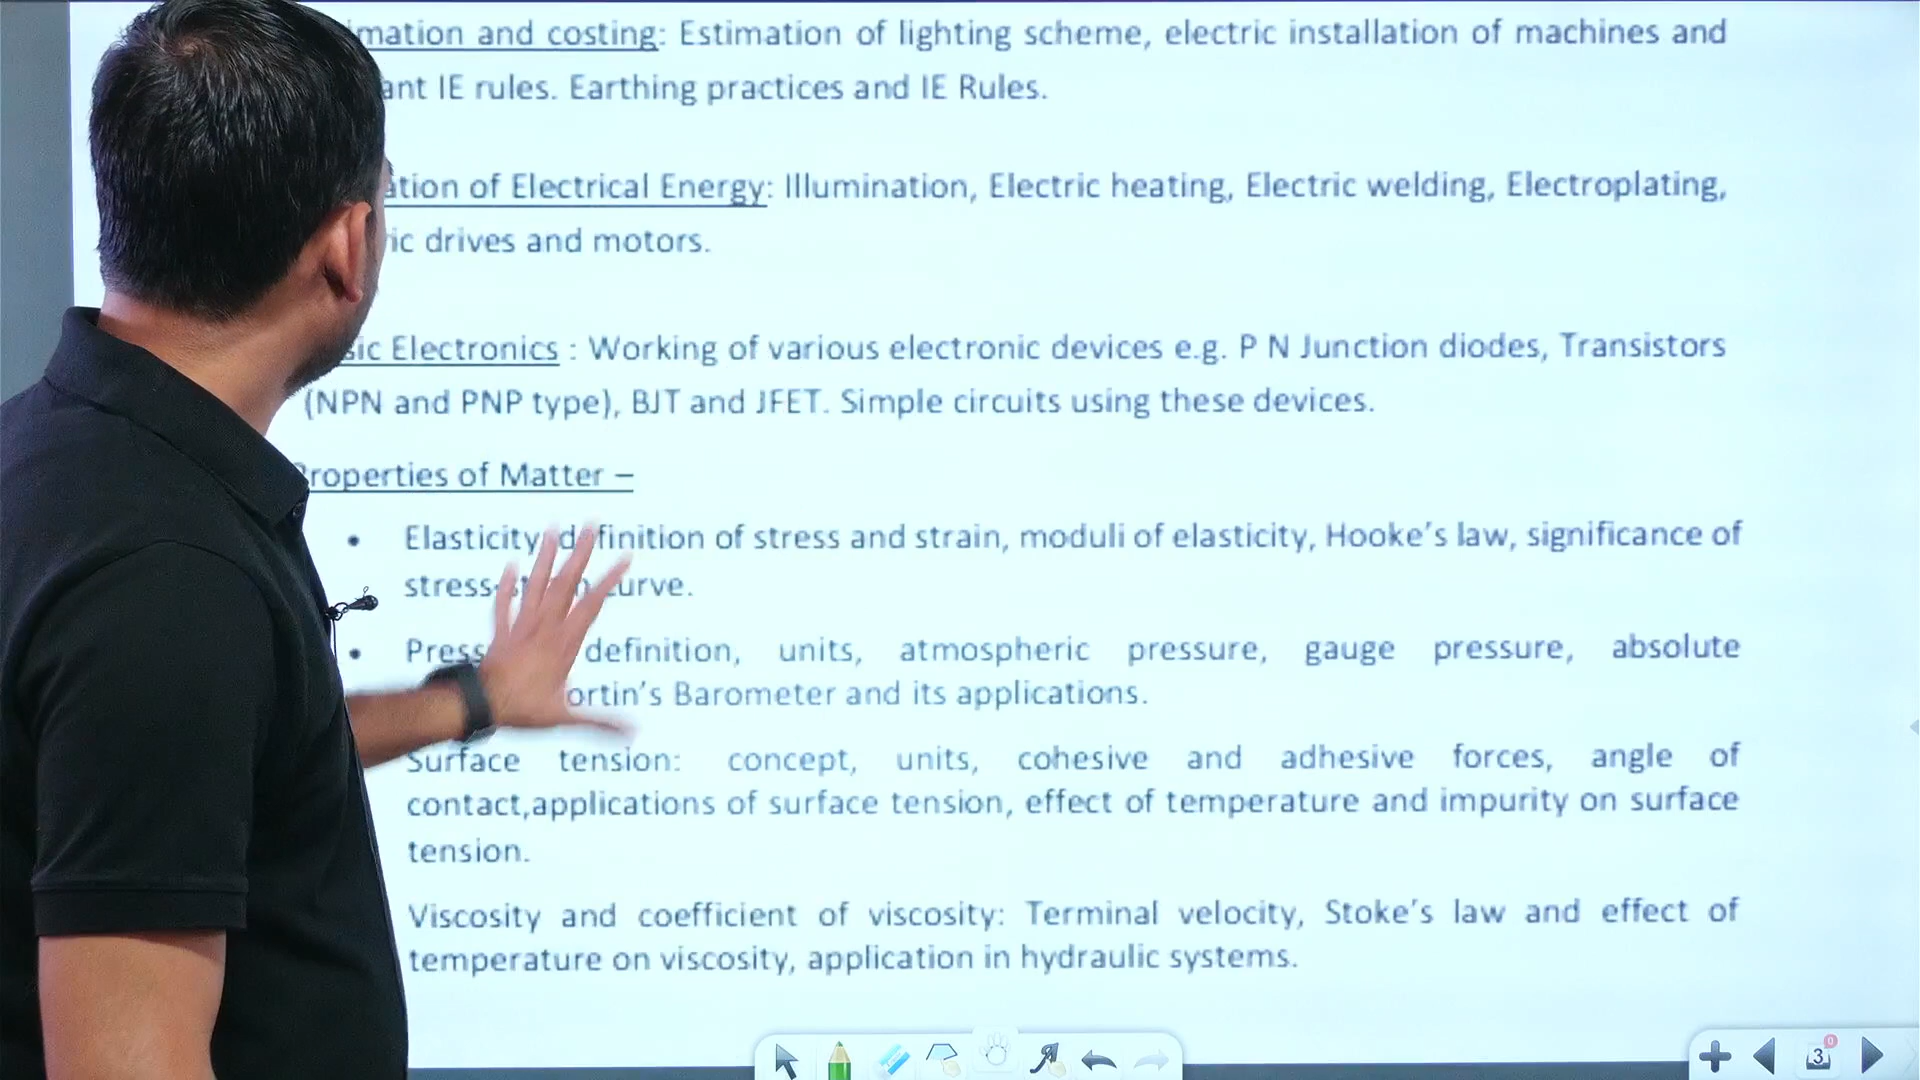 mation and costing: Estimation of lighting scheme, electric installation of machines and
ant IE rules. Earthing practices and IE Rules.
ation of Electrical Energy: Illumination, Electric heating, Electric welding, Electroplating,
ic drives and motors.
sic Electronics : Working of various electronic devices e.g. P N Junction diodes, Transistors
(NPN and PNP type), BJT and JFET. Simple circuits using these devices.
Properties of Matter –
• Elasticity definition of stress and strain, moduli of elasticity, Hooke's law, significance of
stress- curve.
• Press definition, units, atmospheric pressure, gauge pressure, absolute
ortin's Barometer and its applications.
Surface tension: concept, units, cohesive and adhesive forces, angle of
contact,applications of surface tension, effect of temperature and impurity on surface
tension.
Viscosity and coefficient of viscosity: Terminal velocity, Stoke's law and effect of
temperature on viscosity, application in hydraulic systems.
3
0